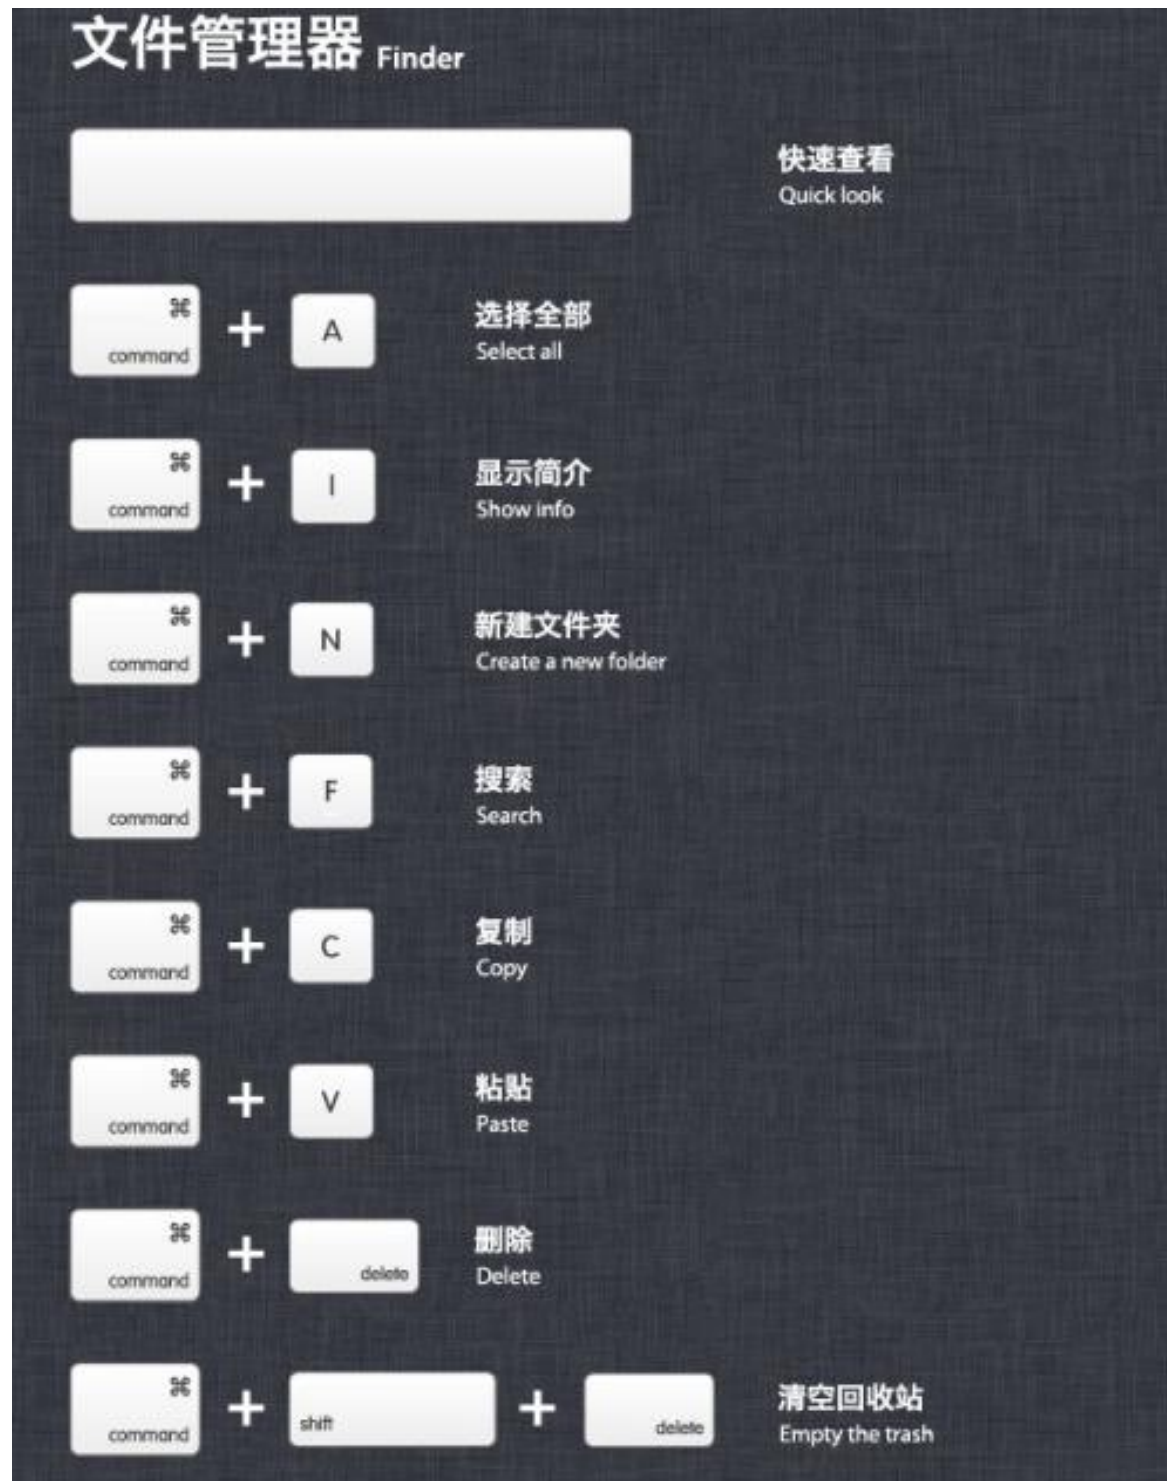 文件管理器 Finder
快速查看
Quick look
⌘
command + A
选择全部
Select all
⌘
command + I
显示简介
Show info
⌘
command + N
新建文件夹
Create a new folder
⌘
command + F
搜索
Search
⌘
command + C
复制
Copy
⌘
command + V
粘贴
Paste
⌘
command + delete
删除
Delete
⌘
command + shift + delete
清空回收站
Empty the trash